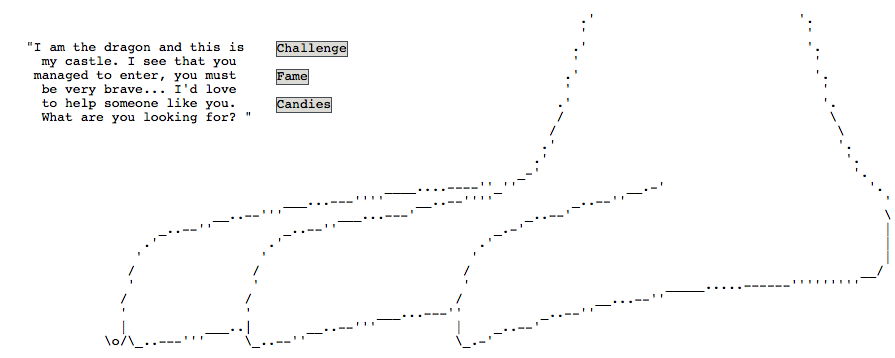 "I am the dragon and this is
my castle. I see that you
managed to enter, you must
be very brave... I'd love
to help someone like you.
What are you looking for? "
Challenge
Fame
Candies